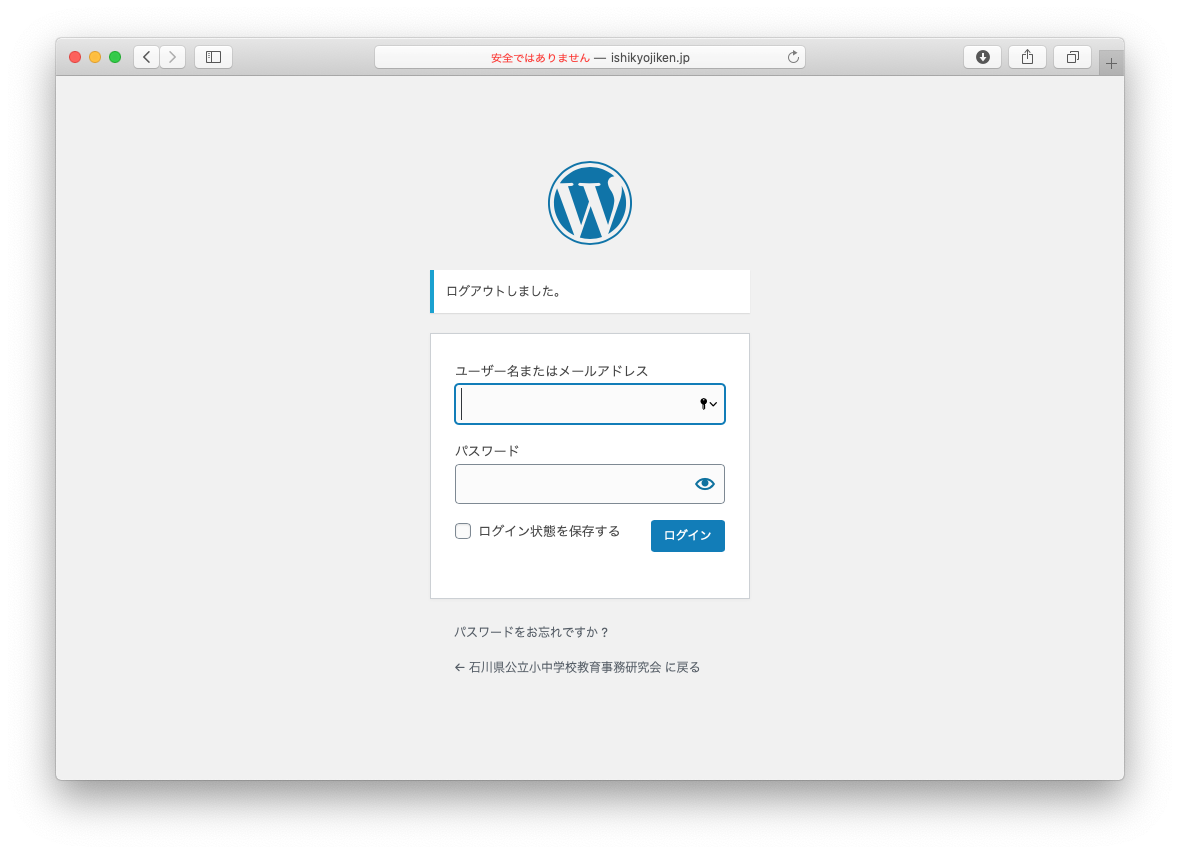 安全ではありません — ishikyojiken.jp
ログアウトしました。
ユーザー名またはメールアドレス
パスワード
ログイン状態を保存する
ログイン
パスワードをお忘れですか ?
← 石川県公立小中学校教育事務研究会 に戻る